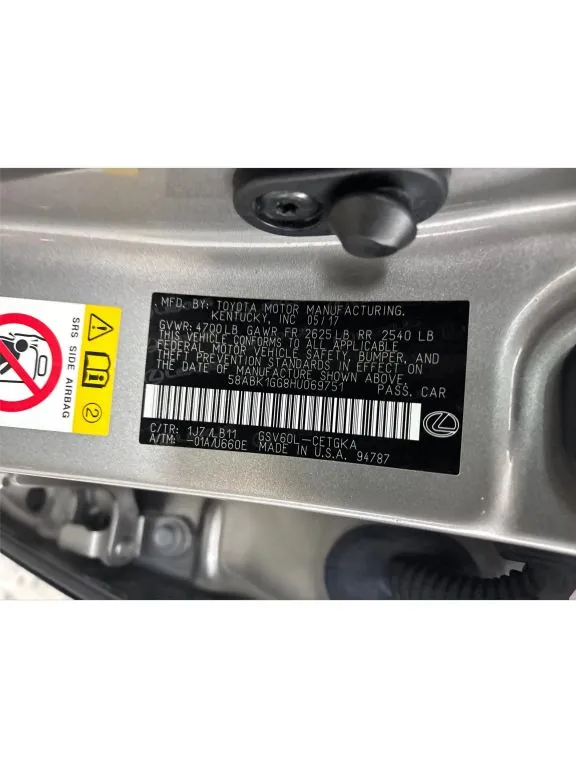 MFD. BY: TOYOTA MOTOR MANUFACTURING.
KENTUCKY, INC 05/17
GVWR: 4700LB GAWR FR 2625LB RR 2540 LB
THIS VEHICLE CONFORMS TO ALL APPLICABLE
FEDERAL MOTOR VEHICLE SAFETY, BUMPER, AND
THEFT PREVENTION STANDARDS IN EFFECT ON
THE DATE OF MANUFACTURE SHOWN ABOVE.
58ABK1GG8HU069751 PASS. CAR
C/TR: 1J7 /LB11 GSV60L-CETGKA
A/TM: -01A/U660E MADE IN U.S.A. 94787
SRS SIDE AIRBAG
2